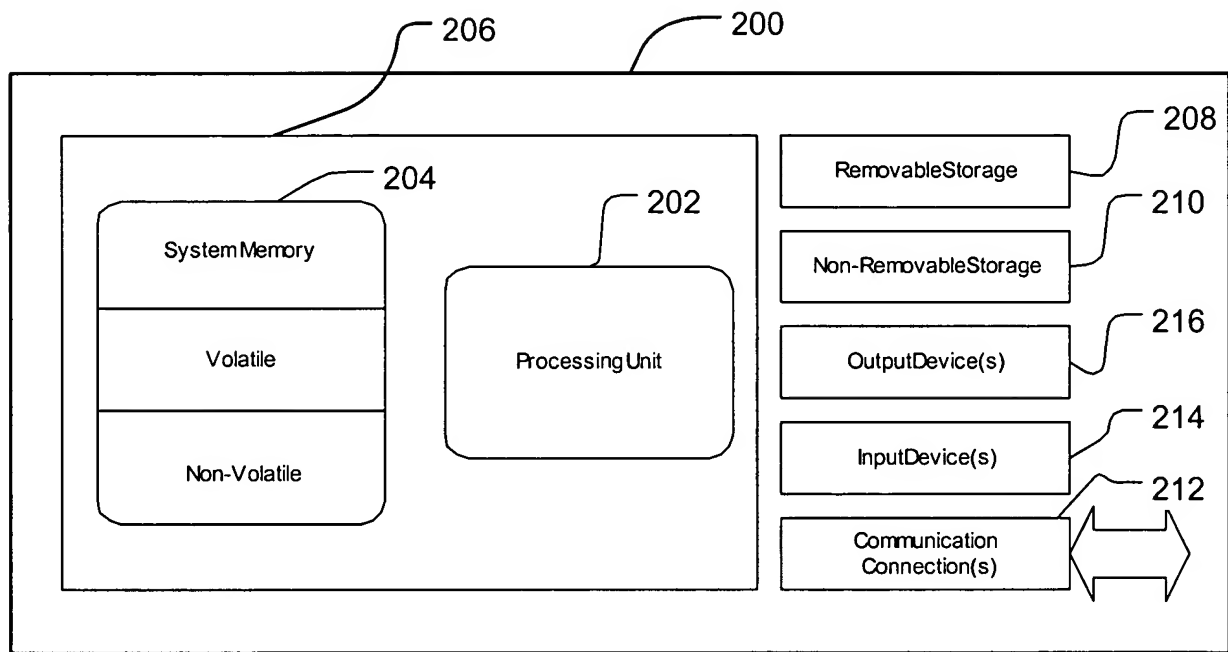 206
200
208
RemovableStorage
204
SystemMemory
202
210
Non-RemovableStorage
216
Volatile
ProcessingUnit
OutputDevice(s)
214
Non-Volatile
InputDevice(s)
212
Communication
Connection(s)